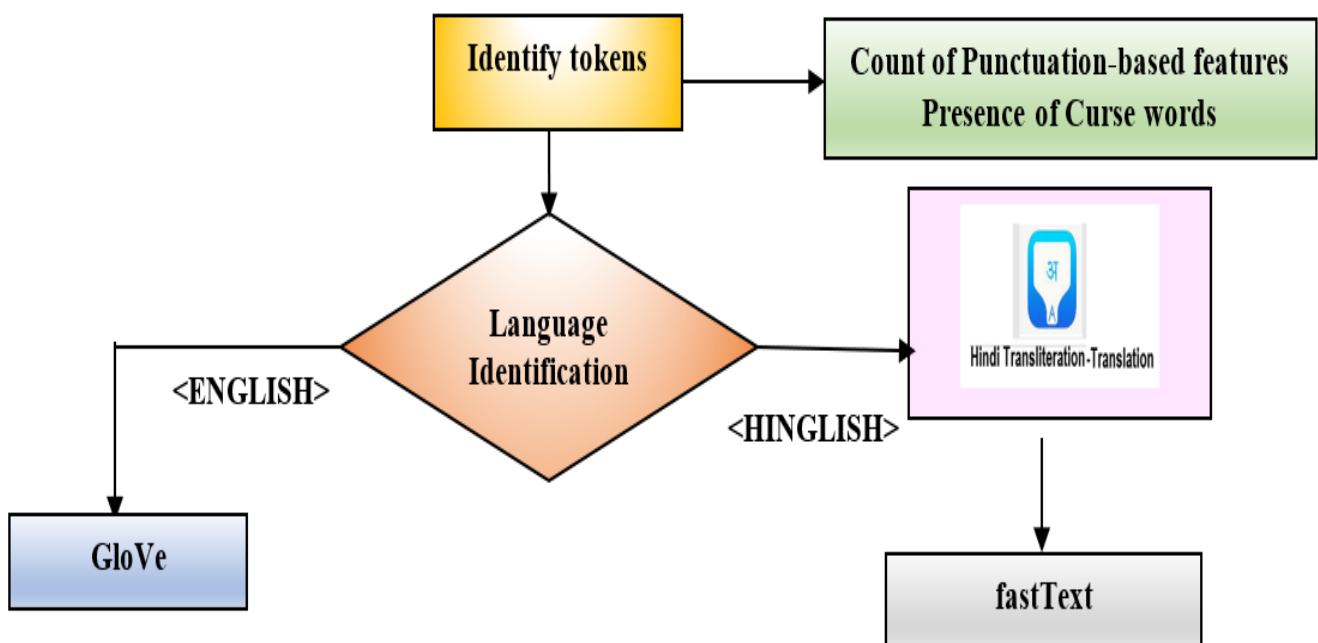 Identify tokens
Count of Punctuation-based features
Presence of Curse words
Language
Identification
<ENGLISH>
<HINGLISH>
अ
A
Hindi Transliteration-Translation
GloVe
fastText